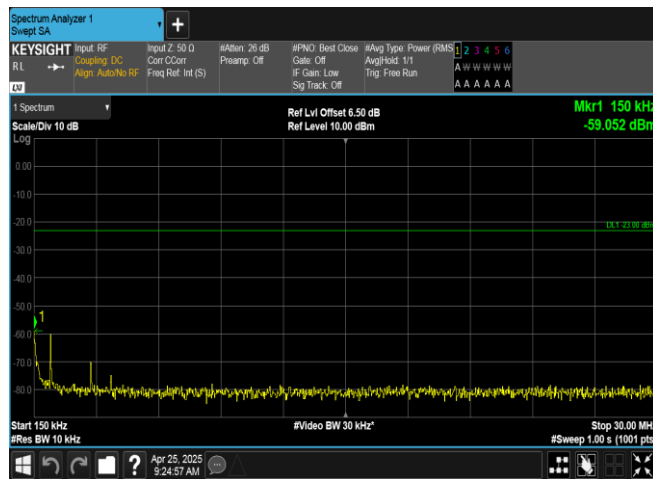 Spectrum Analyzer 1
Swept SA
+
KEYSIGHT
RL
LXI
Input: RF
Coupling: DC
Align: Auto/No RF
Input Z: 50 Ω
Corr CCorr
Freq Ref: Int (S)
#Atten: 26 dB
Preamp: Off
#PNO: Best Close
Gate: Off
IF Gain: Low
Sig Track: Off
#Avg Type: Power (RMS
Avg|Hold: 1/1
Trig: Free Run
1 2 3 4 5 6
A W W W W W
A A A A A A
1 Spectrum
Scale/Div 10 dB
Log
Ref Lvl Offset 6.50 dB
Ref Level 10.00 dBm
Mkr1 150 kHz
-59.052 dBm
0.00
-10.0
-20.0
DL1 -23.00 dBm
-30.0
-40.0
-50.0
1
-60.0
-70.0
-80.0
Start 150 kHz
#Res BW 10 kHz
#Video BW 30 kHz*
Stop 30.00 MH
#Sweep 1.00 s (1001 pts
?
Apr 25, 2025
9:24:57 AM